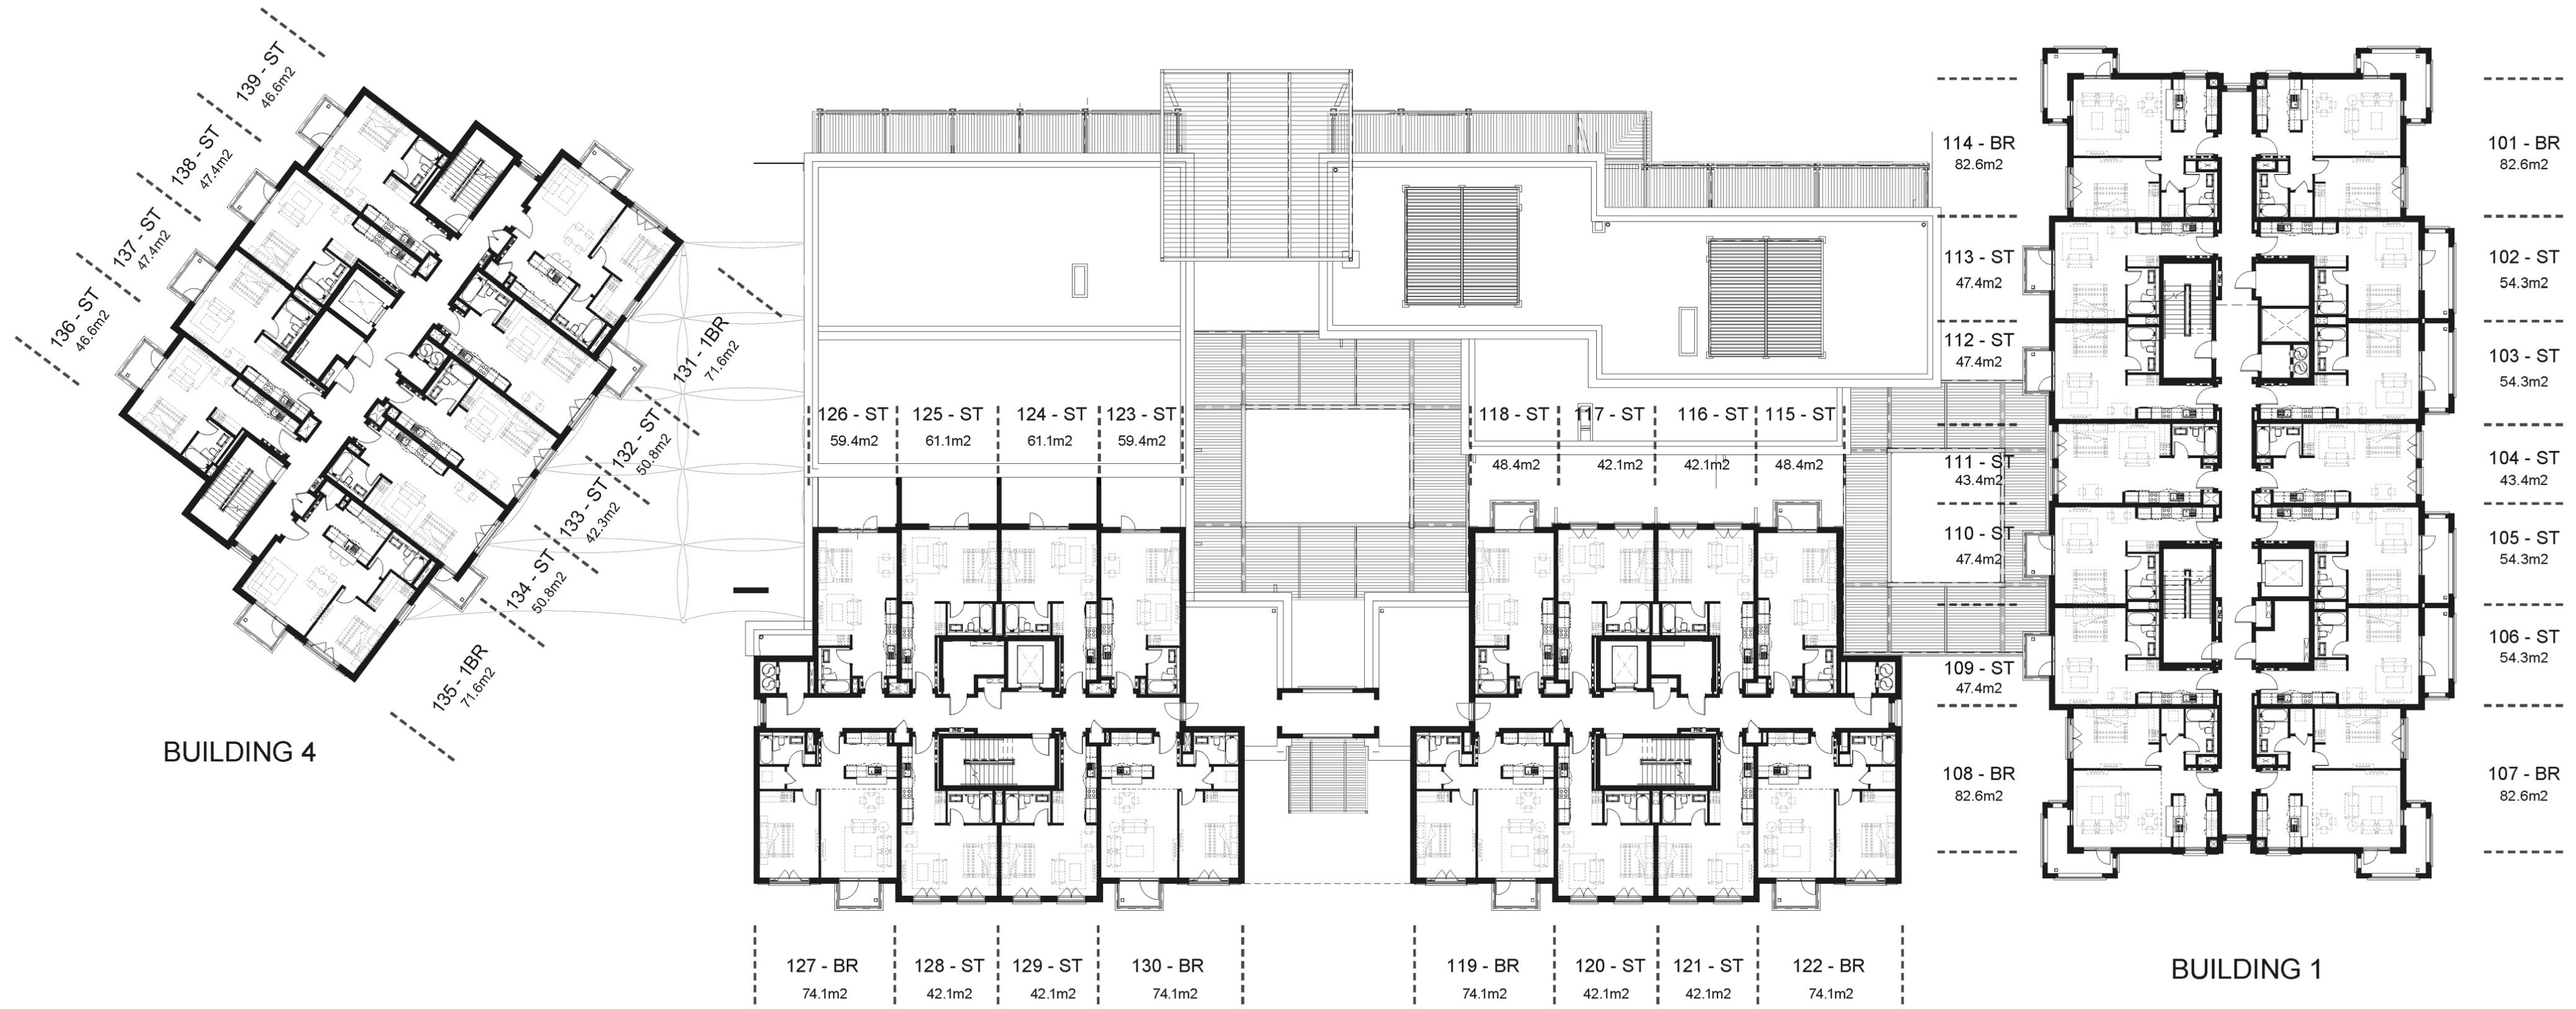 139 - ST
46.6m2
138 - ST
47.4m2
137 - ST
47.4m2
136 - ST
46.6m2
131 - 1BR
71.6m2
132 - ST
50.8m2
133 - ST
42.3m2
134 - ST
50.8m2
135 - 1BR
71.6m2
BUILDING 4
126 - ST
59.4m2
125 - ST
61.1m2
124 - ST
61.1m2
123 - ST
59.4m2
118 - ST
48.4m2
117 - ST
42.1m2
116 - ST
42.1m2
115 - ST
48.4m2
127 - BR
74.1m2
128 - ST
42.1m2
129 - ST
42.1m2
130 - BR
74.1m2
119 - BR
74.1m2
120 - ST
42.1m2
121 - ST
42.1m2
122 - BR
74.1m2
114 - BR
82.6m2
113 - ST
47.4m2
112 - ST
47.4m2
111 - ST
43.4m2
110 - ST
47.4m2
109 - ST
47.4m2
108 - BR
82.6m2
101 - BR
82.6m2
102 - ST
54.3m2
103 - ST
54.3m2
104 - ST
43.4m2
105 - ST
54.3m2
106 - ST
54.3m2
107 - BR
82.6m2
BUILDING 1